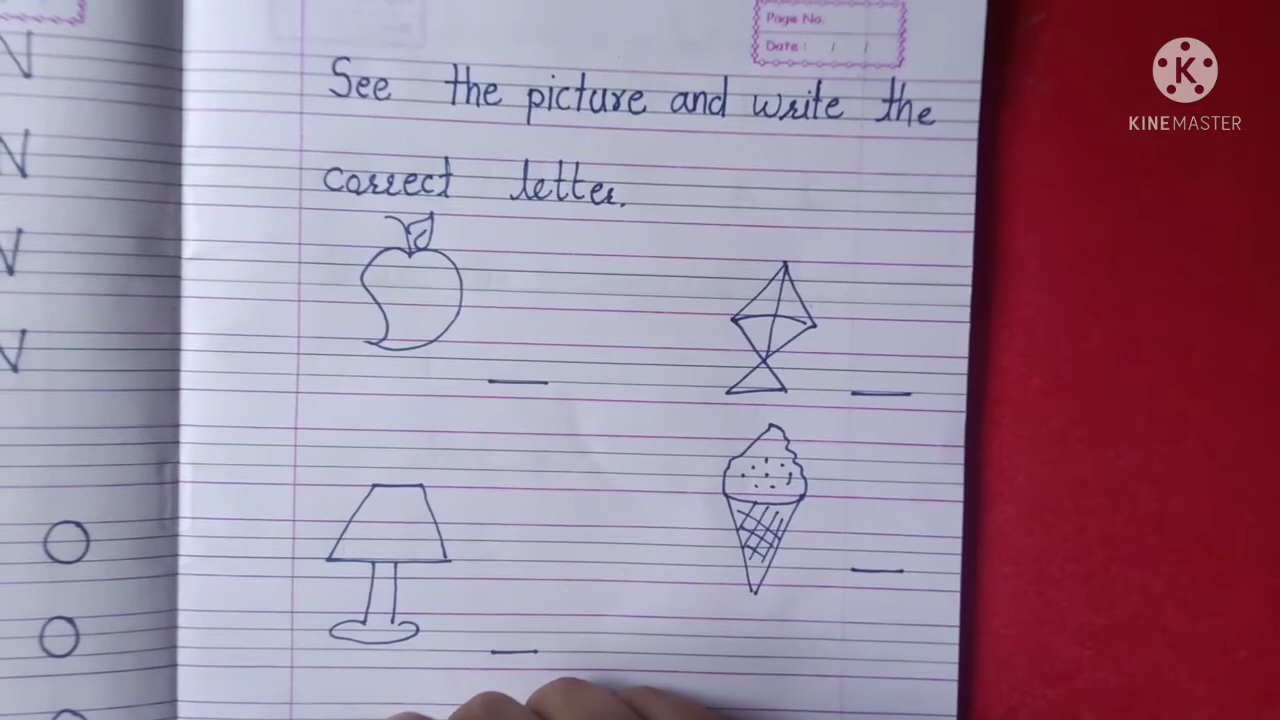 Page No.
Date : / /
See the picture and write the
correct letter.
N
N
N
N
O
O
K
KINEMASTER